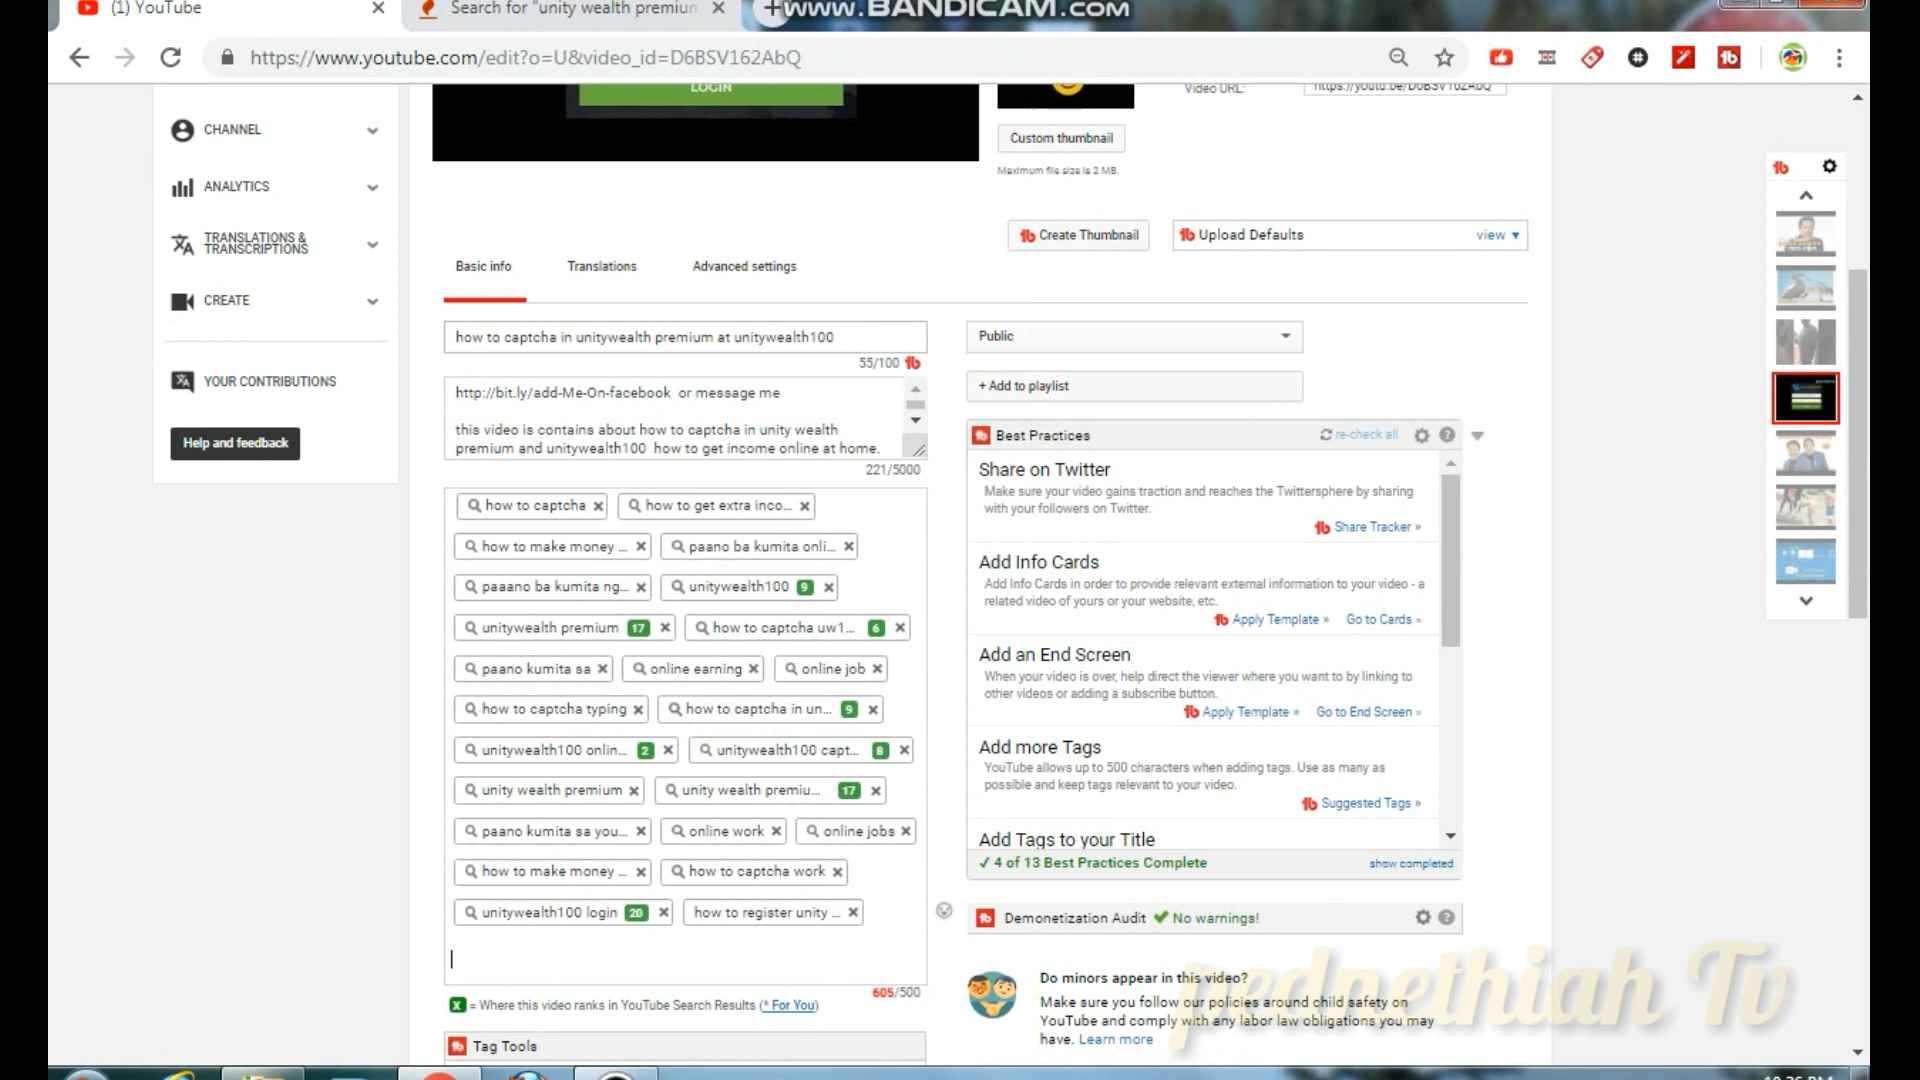 (1) YouTube
Search for "unity wealth premium
www.BANDICAM.com
https://www.youtube.com/edit?o=U&video_id=D6BSV162AbQ
LOGIN
Video URL:
https://youtu.be/D6BSV162AbQ
CHANNEL
Custom thumbnail
Maximum file size is 2 MB.
ANALYTICS
TRANSLATIONS &
TRANSCRIPTIONS
Create Thumbnail
Upload Defaults
view
Basic info
Translations
Advanced settings
CREATE
YOUR CONTRIBUTIONS
Help and feedback
how to captcha in unitywealth premium at unitywealth100
55/100
Public
+ Add to playlist
http://bit.ly/add-Me-On-facebook or message me
this video is contains about how to captcha in unity wealth
premium and unitywealth100 how to get income online at home.
221/5000
how to captcha
how to get extra inco...
how to make money ...
paano ba kumita onli...
paaano ba kumita ng...
unitywealth100 9
unitywealth premium 17
how to captcha uw1... 6
paano kumita sa
online earning
online job
how to captcha typing
how to captcha in un... 9
unitywealth100 onlin... 2
unitywealth100 capt... 8
unity wealth premium
unity wealth premiu... 17
paano kumita sa you...
online work
online jobs
how to make money ...
how to captcha work
unitywealth100 login 20
how to register unity ...
605/500
X = Where this video ranks in YouTube Search Results (* For You)
Tag Tools
Best Practices
re-check all
Share on Twitter
Make sure your video gains traction and reaches the Twittersphere by sharing
with your followers on Twitter.
Share Tracker »
Add Info Cards
Add Info Cards in order to provide relevant external information to your video - a
related video of yours or your website, etc.
Apply Template » Go to Cards »
Add an End Screen
When your video is over, help direct the viewer where you want to by linking to
other videos or adding a subscribe button.
Apply Template » Go to End Screen »
Add more Tags
YouTube allows up to 500 characters when adding tags. Use as many as
possible and keep tags relevant to your video.
Suggested Tags »
Add Tags to your Title
4 of 13 Best Practices Complete
show completed
Demonetization Audit No warnings!
Do minors appear in this video?
Make sure you follow our policies around child safety on
YouTube and comply with any labor law obligations you may
have. Learn more
pednethiah Tv